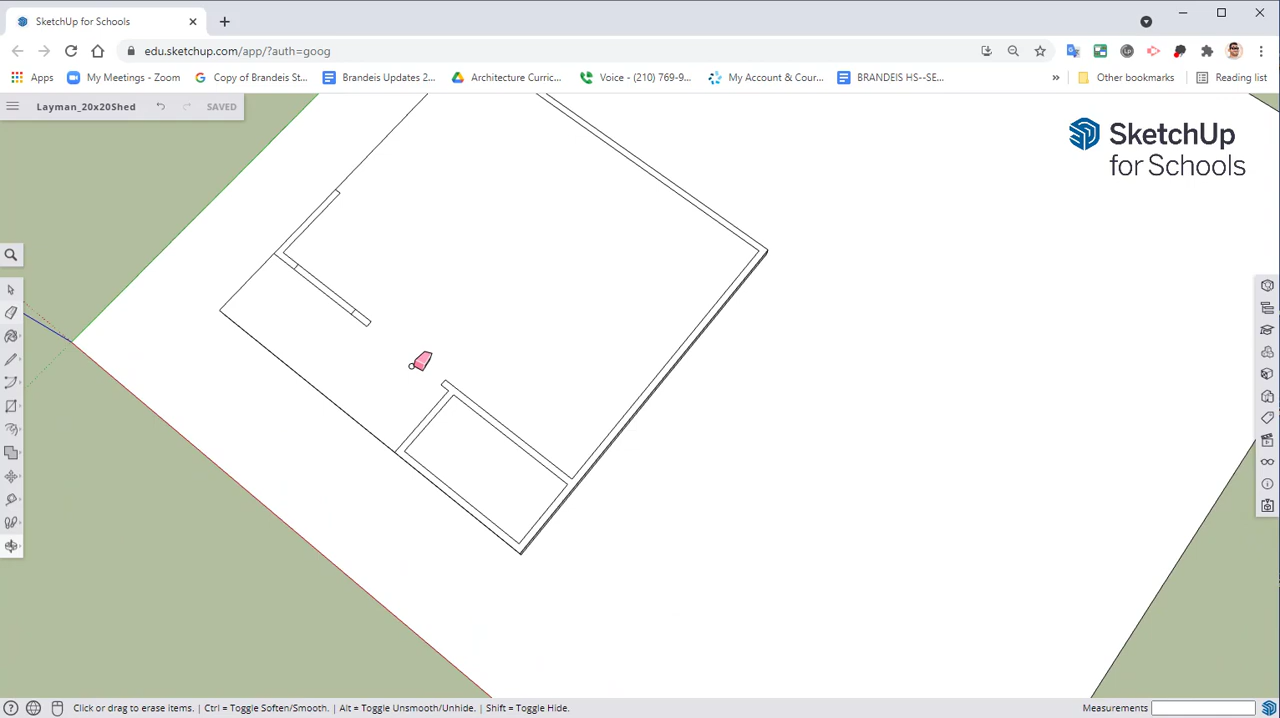 SketchUp for Schools
edu.sketchup.com/app/?auth=goog
Apps
My Meetings - Zoom
Copy of Brandeis St...
Brandeis Updates 2...
Architecture Curric...
Voice - (210) 769-9...
My Account & Cour...
BRANDEIS HS--SE...
»
Other bookmarks
Reading list
Layman_20x20Shed
SAVED
SketchUp
for Schools
Click or drag to erase items. | Ctrl = Toggle Soften/Smooth. | Alt = Toggle Unsmooth/Unhide. | Shift = Toggle Hide.
Measurements